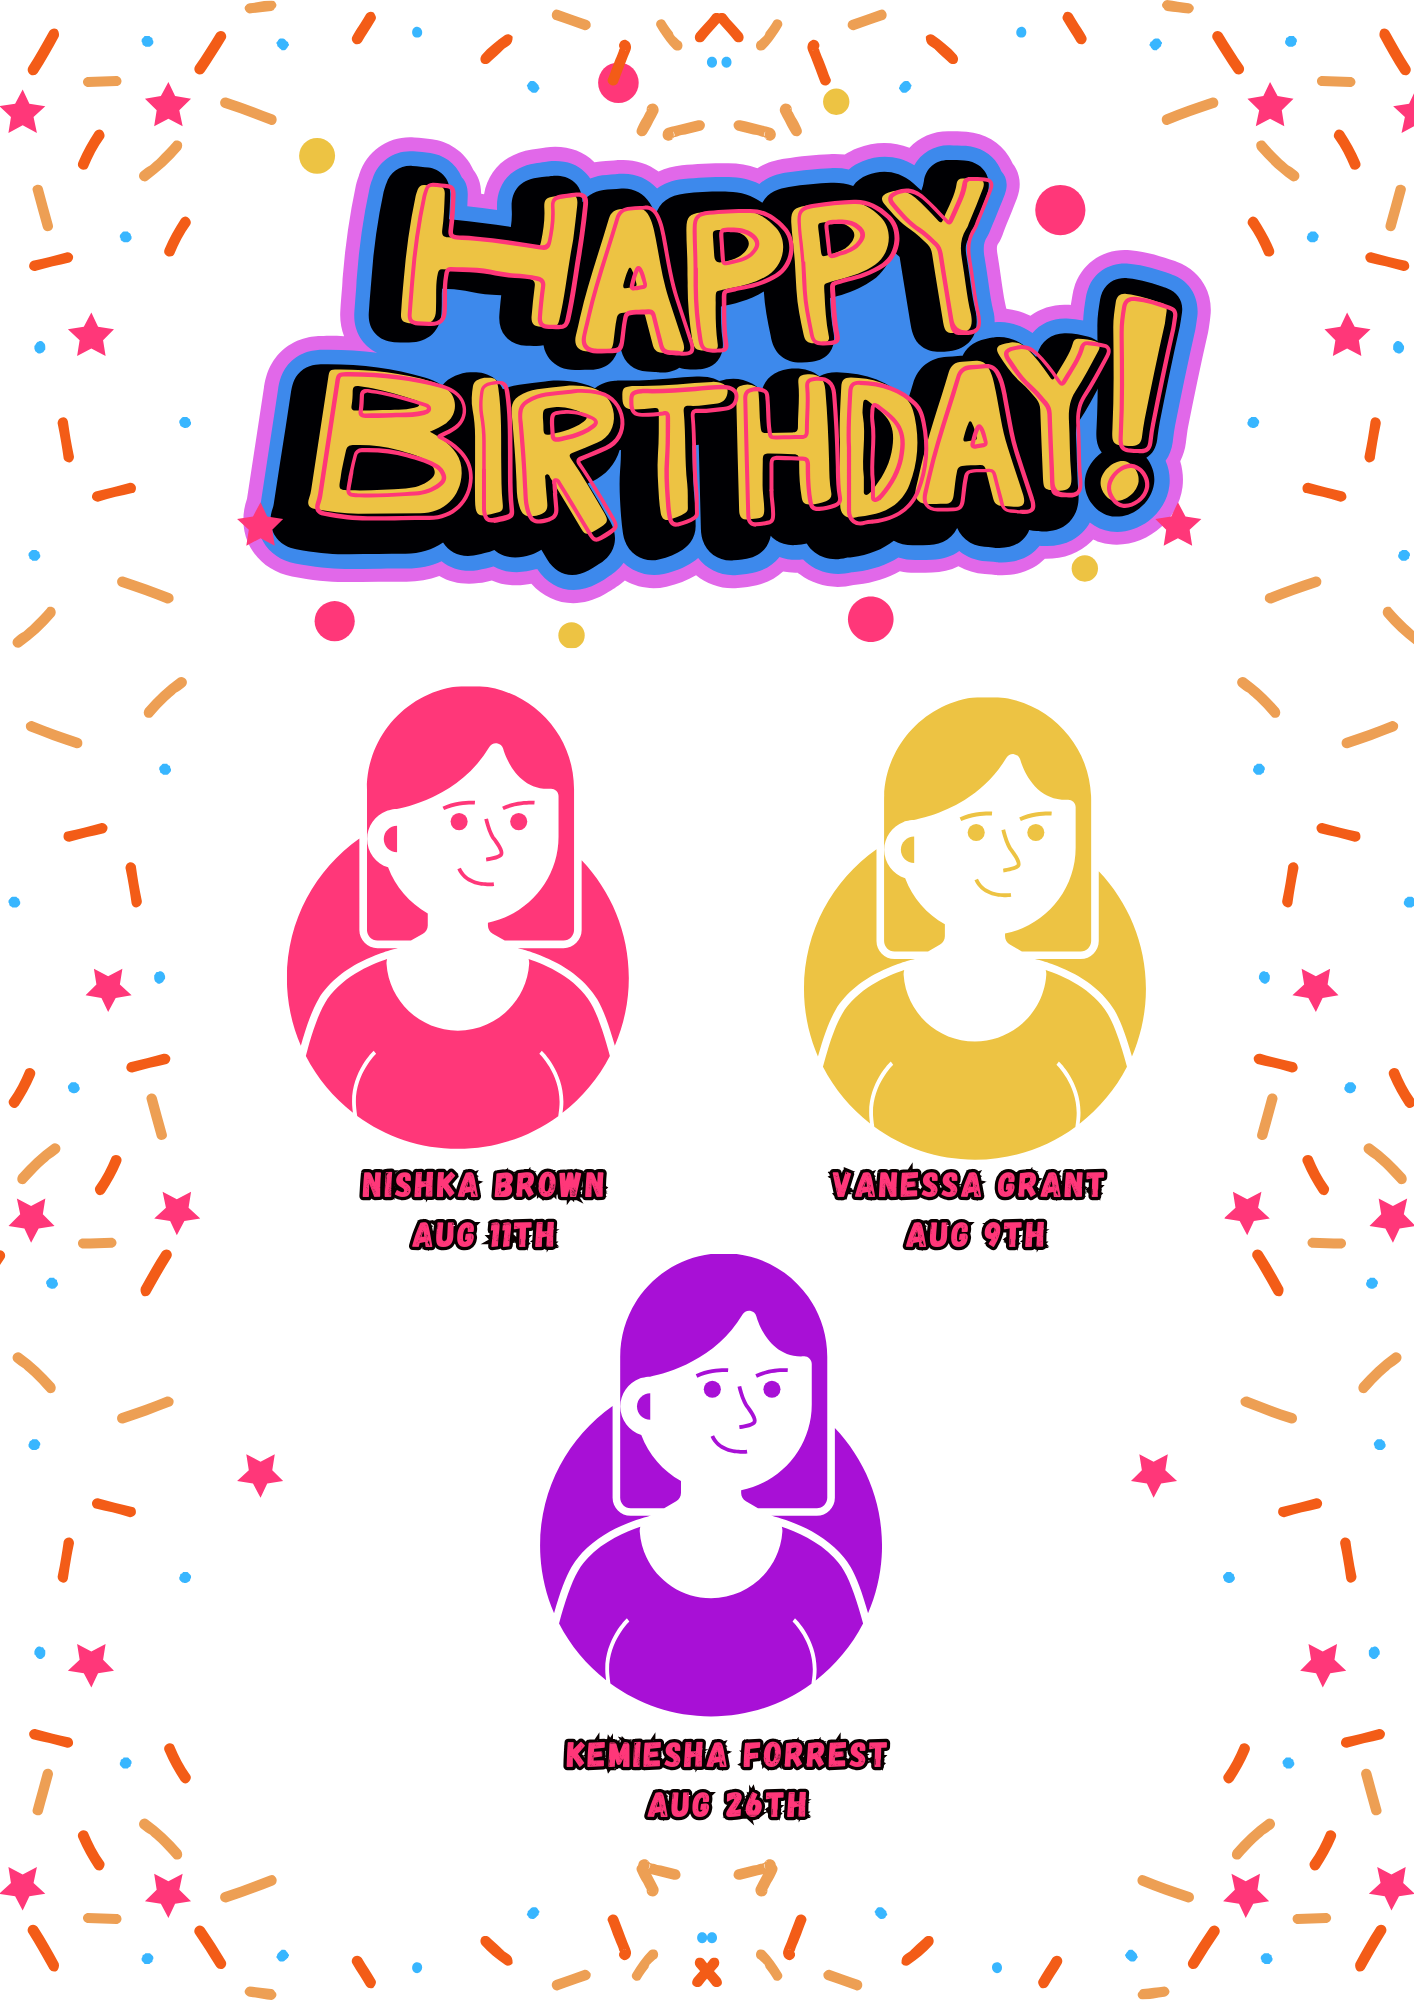 HAPPY
BIRTHDAY!
NISHKA BROWN
AUG 11TH
VANESSA GRANT
AUG 9TH
KEMIESHA FORREST
AUG 26TH